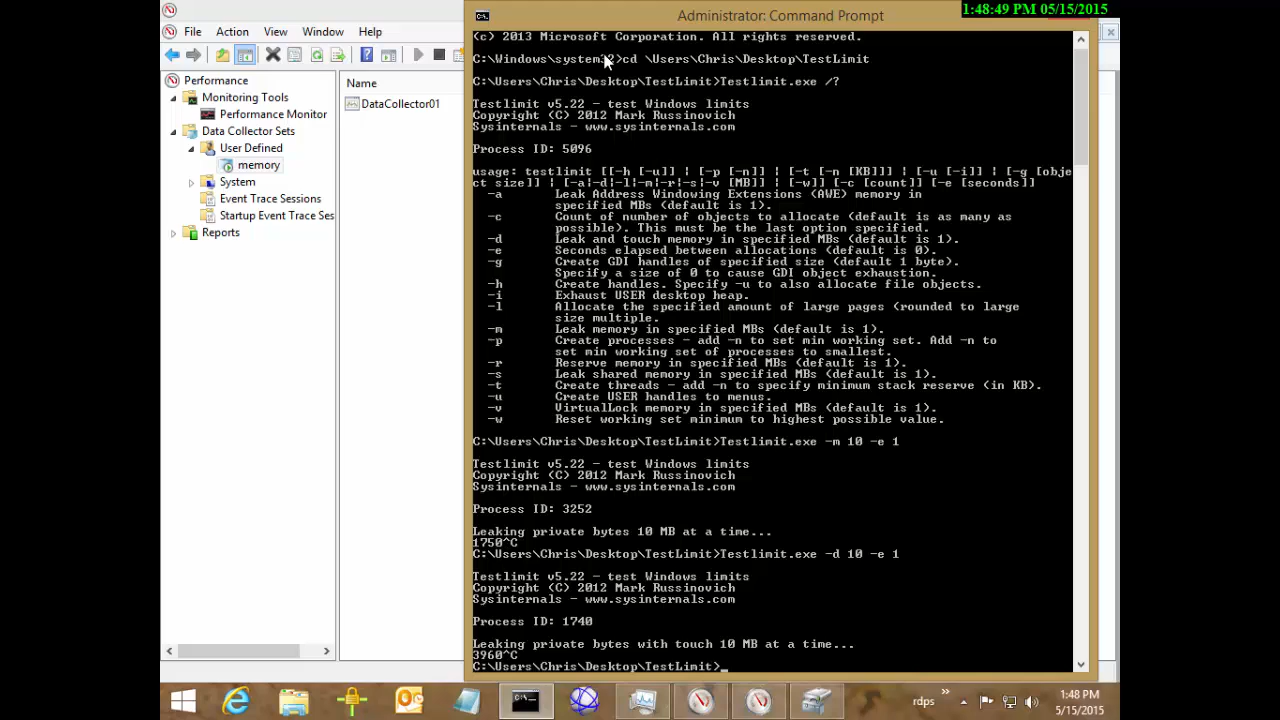 1:48:49 PM 05/15/2015
Administrator: Command Prompt
File Action View Window Help
Performance
Monitoring Tools
Performance Monitor
Data Collector Sets
User Defined
memory
System
Event Trace Sessions
Startup Event Trace Ses
Reports
Name
DataCollector01
(c) 2013 Microsoft Corporation. All rights reserved.
C:\Windows\system32>cd \Users\Chris\Desktop\TestLimit
C:\Users\Chris\Desktop\TestLimit>Testlimit.exe /?
Testlimit v5.22 - test Windows limits
Copyright (C) 2012 Mark Russinovich
Sysinternals - www.sysinternals.com
Process ID: 5096
usage: testlimit [[-h [-u]] | [-p [-n]] | [-t [-n [KB]]] | [-u [-i]] | [-g [obje
ct size]] | [-a|-d|-l|-m|-r|-s|-v [MB]] | [-w]] [-c [count]] [-e [seconds]]
-a Leak Address Windowing Extensions (AWE) memory in
specified MBs (default is 1).
-c Count of number of objects to allocate (default is as many as
possible). This must be the last option specified.
-d Leak and touch memory in specified MBs (default is 1).
-e Seconds elapsed between allocations (default is 0).
-g Create GDI handles of specified size (default 1 byte).
Specify a size of 0 to cause GDI object exhaustion.
-h Create handles. Specify -u to also allocate file objects.
-i Exhaust USER desktop heap.
-l Allocate the specified amount of large pages (rounded to large
size multiple.
-m Leak memory in specified MBs (default is 1).
-p Create processes - add -n to set min working set. Add -n to
set min working set of processes to smallest.
-r Reserve memory in specified MBs (default is 1).
-s Leak shared memory in specified MBs (default is 1).
-t Create threads - add -n to specify minimum stack reserve (in KB).
-u Create USER handles to menus.
-v VirtualLock memory in specified MBs (default is 1).
-w Reset working set minimum to highest possible value.
C:\Users\Chris\Desktop\TestLimit>Testlimit.exe -m 10 -e 1
Testlimit v5.22 - test Windows limits
Copyright (C) 2012 Mark Russinovich
Sysinternals - www.sysinternals.com
Process ID: 3252
Leaking private bytes 10 MB at a time...
1750^C
C:\Users\Chris\Desktop\TestLimit>Testlimit.exe -d 10 -e 1
Testlimit v5.22 - test Windows limits
Copyright (C) 2012 Mark Russinovich
Sysinternals - www.sysinternals.com
Process ID: 1740
Leaking private bytes with touch 10 MB at a time...
3960^C
C:\Users\Chris\Desktop\TestLimit>_
rdps
1:48 PM
5/15/2015